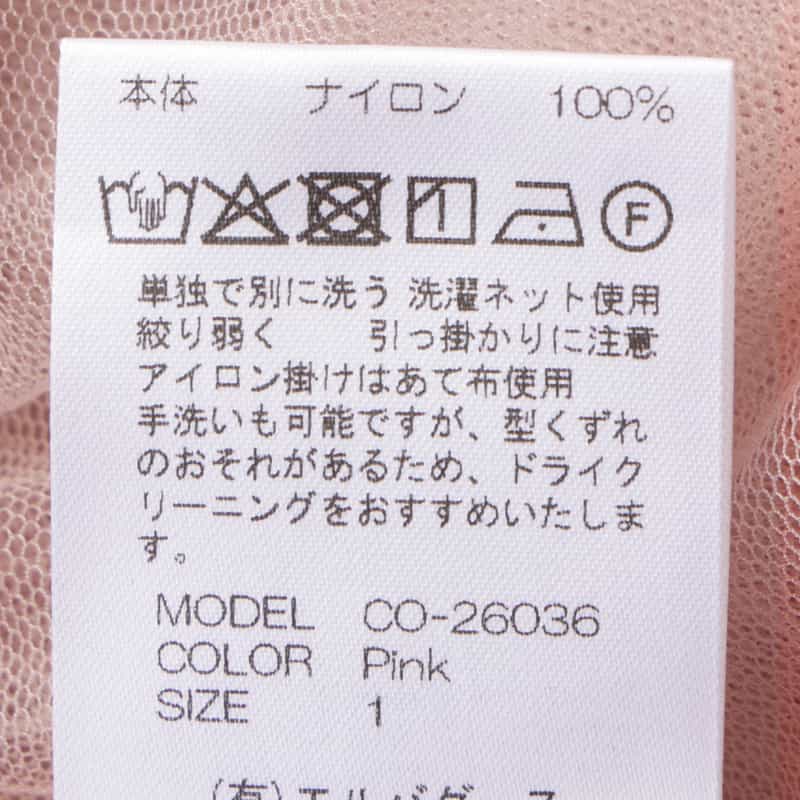 本体 ナイロン 100%
F
単独で別に洗う 洗濯ネット使用
絞り弱く 引っ掛かりに注意
アイロン掛けはあて布使用
手洗いも可能ですが、型くずれ
のおそれがあるため、ドライク
リーニングをおすすめいたしま
す。
MODEL CO-26036
COLOR Pink
SIZE 1